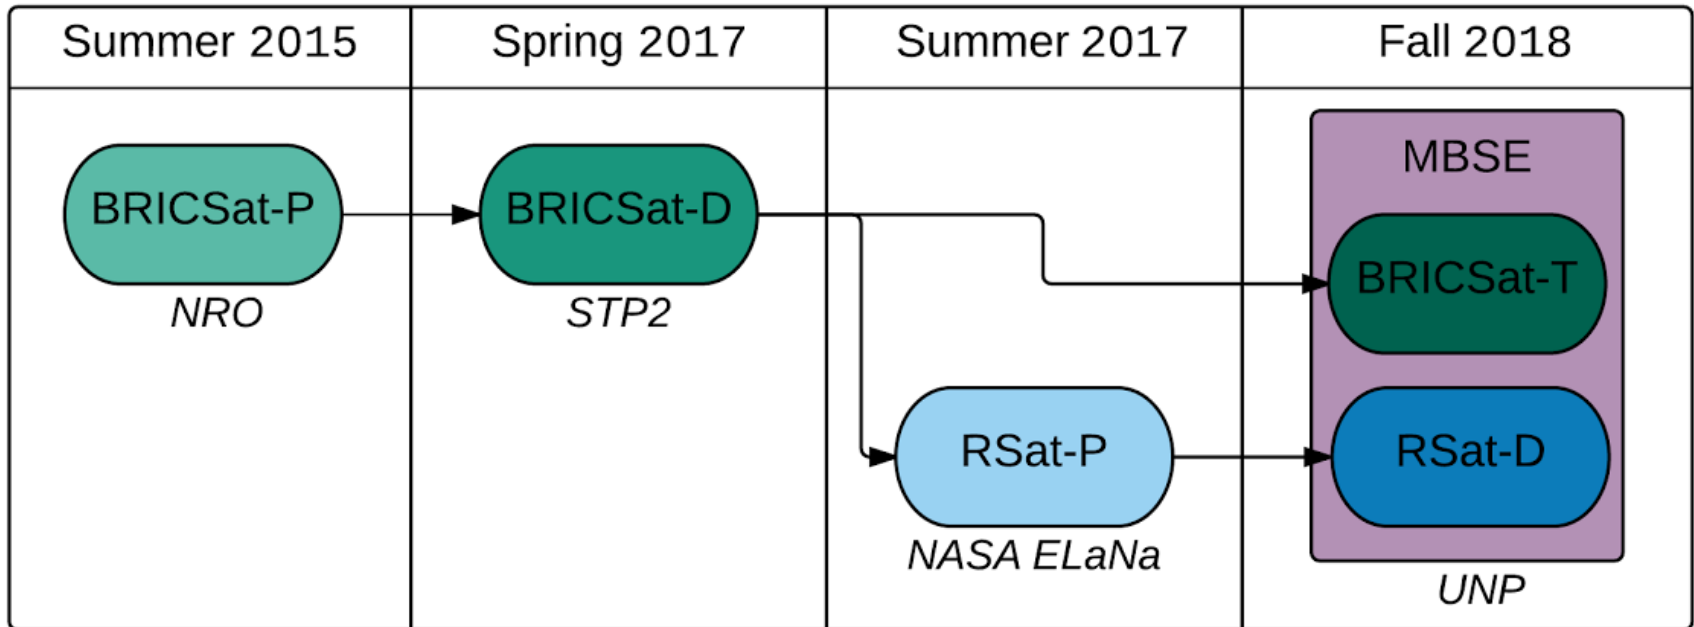 Summer 2015
Spring 2017
Summer 2017
Fall 2018
BRICSat-P
NRO
BRICSat-D
STP2
RSat-P
NASA ELaNa
MBSE
BRICSat-T
RSat-D
UNP